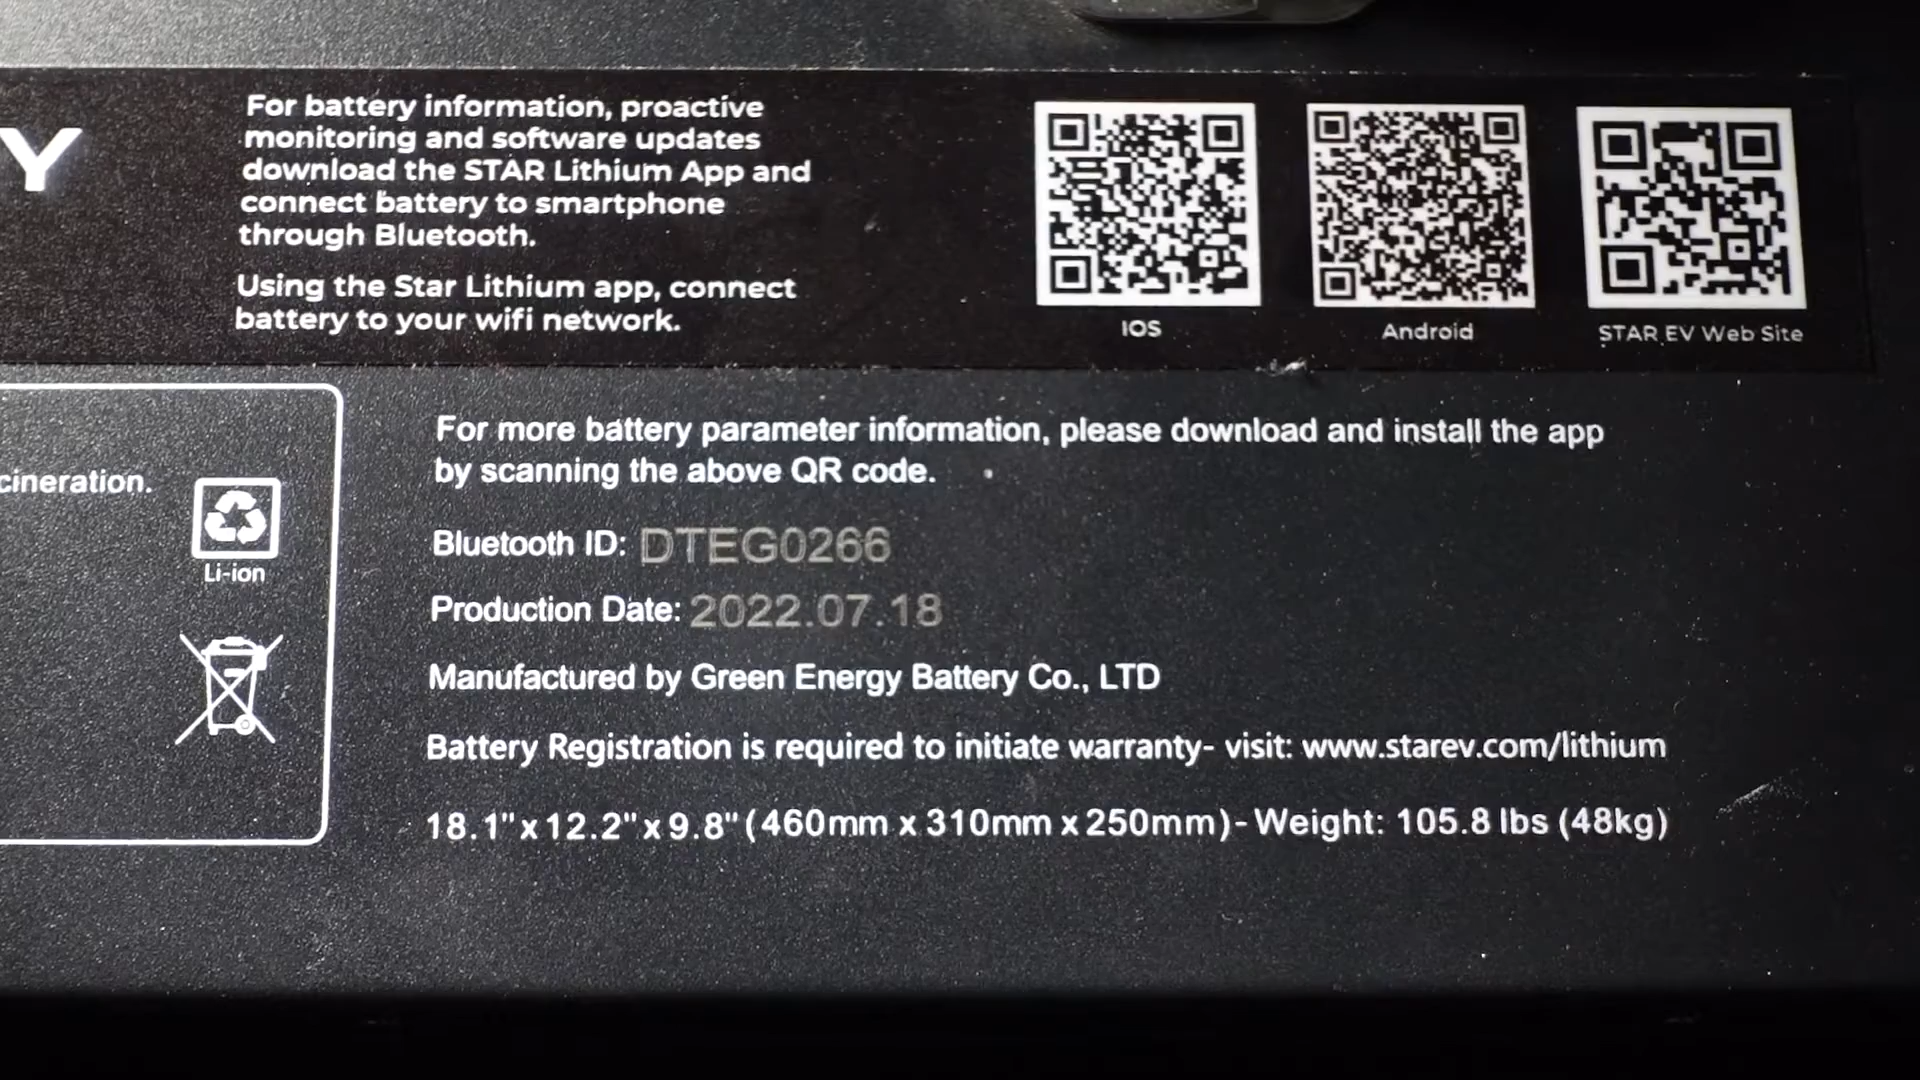 Y
For battery information, proactive
monitoring and software updates
download the STAR Lithium App and
connect battery to smartphone
through Bluetooth.
Using the Star Lithium app, connect
battery to your wifi network.
IOS
Android
STAR EV Web Site
cineration.
Li-ion
For more battery parameter information, please download and install the app
by scanning the above QR code.
Bluetooth ID: DTEG0266
Production Date: 2022.07.18
Manufactured by Green Energy Battery Co., LTD
Battery Registration is required to initiate warranty- visit: www.starev.com/lithium
18.1"x12.2"x9.8"(460mm x 310mm x 250mm)-Weight: 105.8 lbs (48kg)